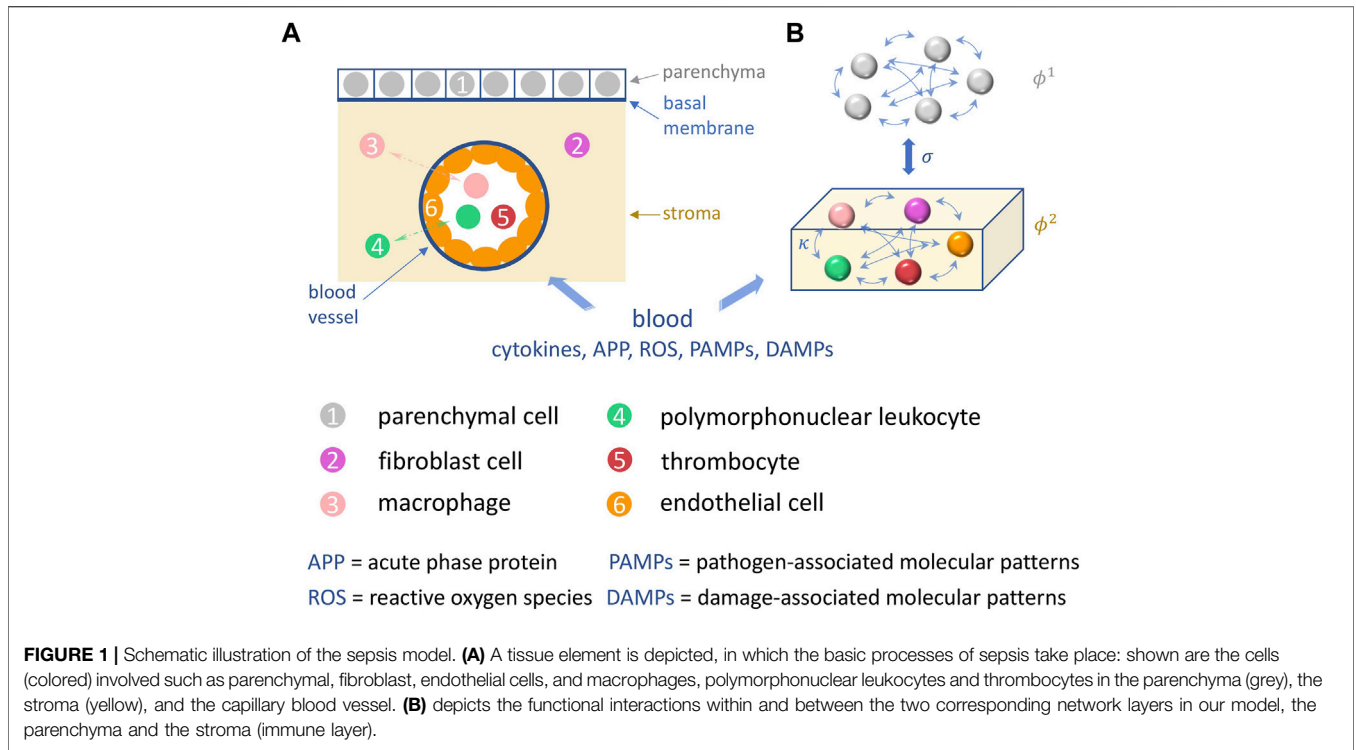 A
B
1
parenchyma
basal
membrane
3
2
6
5
4
stroma
blood
vessel
ϕ¹
σ
κ
ϕ²
blood
cytokines, APP, ROS, PAMPs, DAMPs
1 parenchymal cell
4 polymorphonuclear leukocyte
2 fibroblast cell
5 thrombocyte
3 macrophage
6 endothelial cell
APP = acute phase protein
PAMPs = pathogen-associated molecular patterns
ROS = reactive oxygen species
DAMPs = damage-associated molecular patterns
FIGURE 1 | Schematic illustration of the sepsis model. (A) A tissue element is depicted, in which the basic processes of sepsis take place: shown are the cells
(colored) involved such as parenchymal, fibroblast, endothelial cells, and macrophages, polymorphonuclear leukocytes and thrombocytes in the parenchyma (grey), the
stroma (yellow), and the capillary blood vessel. (B) depicts the functional interactions within and between the two corresponding network layers in our model, the
parenchyma and the stroma (immune layer).